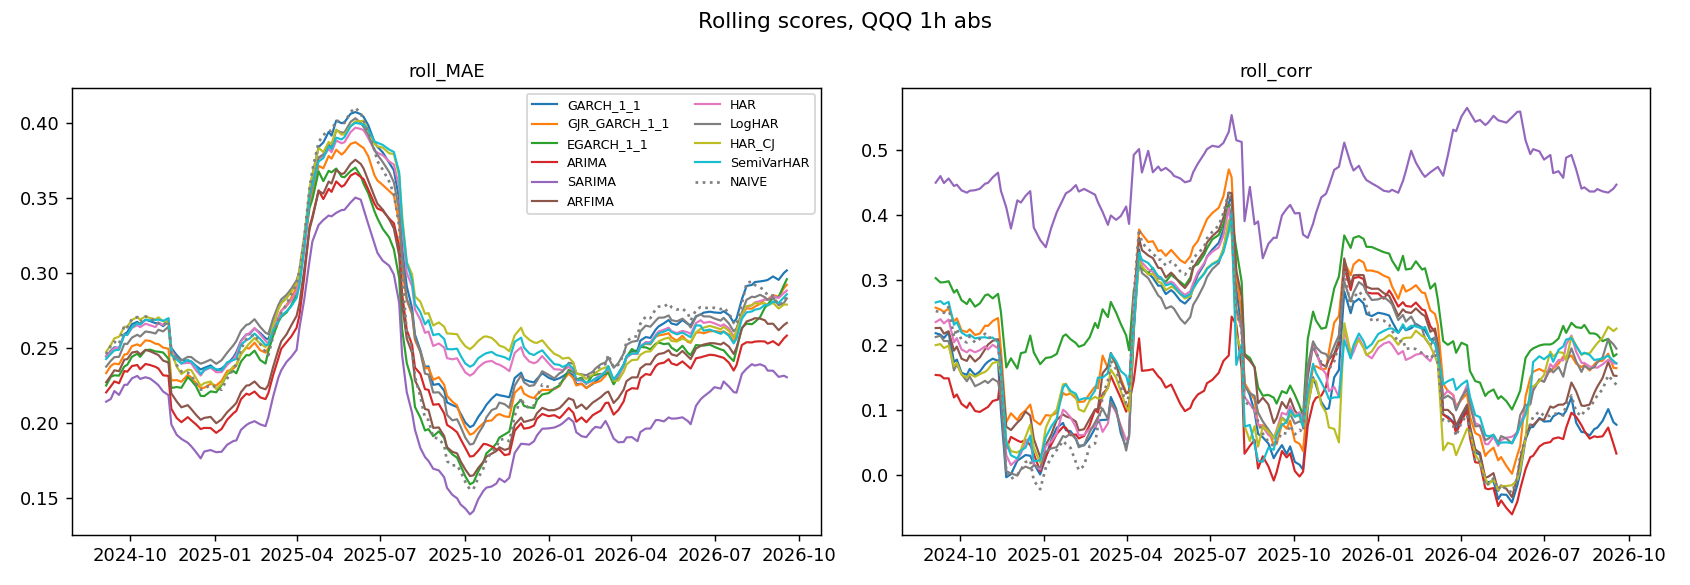 Rolling scores, QQQ 1h abs
roll_MAE
0.40
0.35
0.30
0.25
0.20
0.15
2024-10 2025-01 2025-04 2025-07 2025-10 2026-01 2026-04 2026-07 2026-10
GARCH_1_1
GJR_GARCH_1_1
EGARCH_1_1
ARIMA
SARIMA
ARFIMA
HAR
LogHAR
HAR_CJ
SemiVarHAR
NAIVE
roll_corr
0.5
0.4
0.3
0.2
0.1
0.0
2024-10 2025-01 2025-04 2025-07 2025-10 2026-01 2026-04 2026-07 2026-10